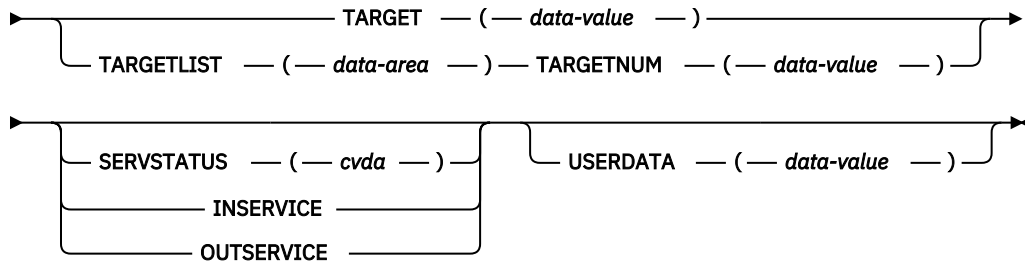 TARGET ( data-value )
TARGETLIST ( data-area ) TARGETNUM ( data-value )
SERVSTATUS ( cvda ) USERDATA ( data-value )
INSERVICE
OUTSERVICE